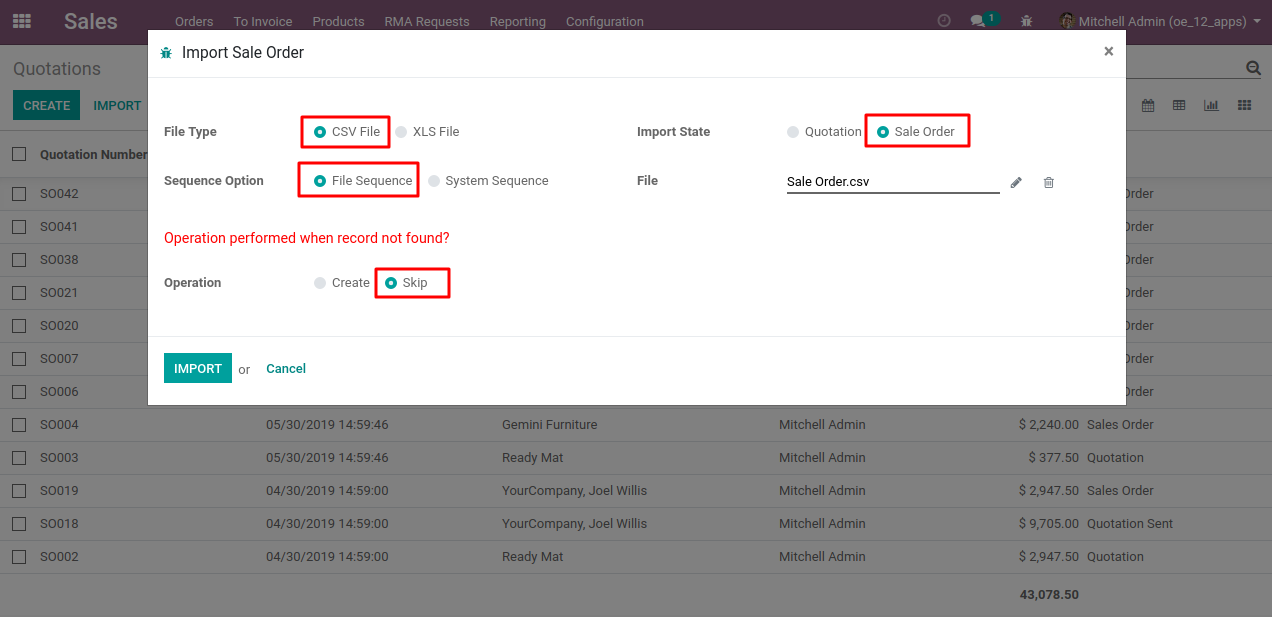 Sales Orders To Invoice Products RMA Requests Reporting Configuration 1 Mitchell Admin (oe_12_apps)
Quotations
CREATE IMPORT
Import Sale Order ×
File Type CSV File XLS File Import State Quotation Sale Order
Sequence Option File Sequence System Sequence File Sale Order.csv
Operation performed when record not found?
Operation Create Skip
IMPORT or Cancel
Quotation Number
SO042 Order
SO041 Order
SO038 Order
SO021 Order
SO020 Order
SO007 Order
SO006 Order
SO004 05/30/2019 14:59:46 Gemini Furniture Mitchell Admin $ 2,240.00 Sales Order
SO003 05/30/2019 14:59:46 Ready Mat Mitchell Admin $ 377.50 Quotation
SO019 04/30/2019 14:59:00 YourCompany, Joel Willis Mitchell Admin $ 2,947.50 Sales Order
SO018 04/30/2019 14:59:00 YourCompany, Joel Willis Mitchell Admin $ 9,705.00 Quotation Sent
SO002 04/30/2019 14:59:00 Ready Mat Mitchell Admin $ 2,947.50 Quotation
43,078.50